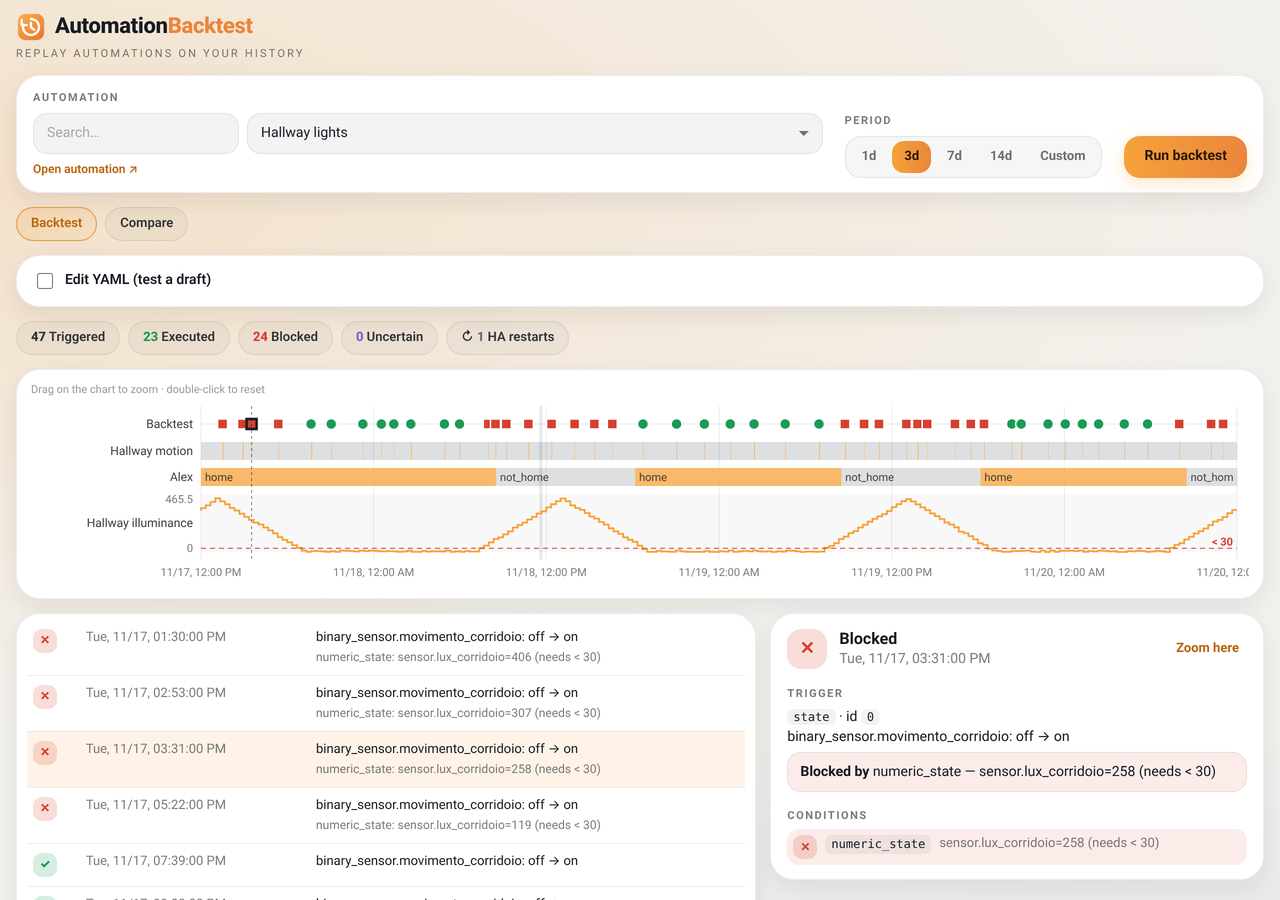 AutomationBacktest
REPLAY AUTOMATIONS ON YOUR HISTORY
AUTOMATION
Search...
Hallway lights
Open automation ↗
PERIOD
1d 3d 7d 14d Custom
Run backtest
Backtest Compare
Edit YAML (test a draft)
47 Triggered 23 Executed 24 Blocked 0 Uncertain ↻ 1 HA restarts
Drag on the chart to zoom · double-click to reset
Backtest
Hallway motion
Alex home not_home home not_home home not_hom
465.5
Hallway illuminance
0
< 30
11/17, 12:00 PM 11/18, 12:00 AM 11/18, 12:00 PM 11/19, 12:00 AM 11/19, 12:00 PM 11/20, 12:00 AM 11/20, 12:0
Tue, 11/17, 01:30:00 PM binary_sensor.movimento_corridoio: off → on
numeric_state: sensor.lux_corridoio=406 (needs < 30)
Tue, 11/17, 02:53:00 PM binary_sensor.movimento_corridoio: off → on
numeric_state: sensor.lux_corridoio=307 (needs < 30)
Tue, 11/17, 03:31:00 PM binary_sensor.movimento_corridoio: off → on
numeric_state: sensor.lux_corridoio=258 (needs < 30)
Tue, 11/17, 05:22:00 PM binary_sensor.movimento_corridoio: off → on
numeric_state: sensor.lux_corridoio=119 (needs < 30)
Tue, 11/17, 07:39:00 PM binary_sensor.movimento_corridoio: off → on
Blocked
Tue, 11/17, 03:31:00 PM
Zoom here
TRIGGER
state · id 0
binary_sensor.movimento_corridoio: off → on
Blocked by numeric_state — sensor.lux_corridoio=258 (needs < 30)
CONDITIONS
numeric_state sensor.lux_corridoio=258 (needs < 30)